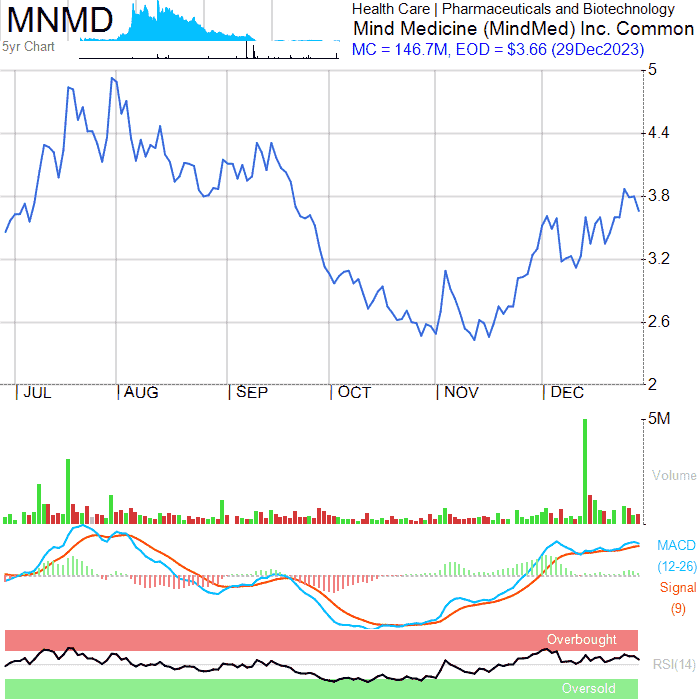 MNMD
5yr Chart
Health Care | Pharmaceuticals and Biotechnology
Mind Medicine (MindMed) Inc. Common
MC = 146.7M, EOD = $3.66 (29Dec2023)
5
4.4
3.8
3.2
2.6
2
| JUL | AUG | SEP | OCT | NOV | DEC
5M
Volume
MACD
(12-26)
Signal
(9)
Overbought
RSI(14)
Oversold